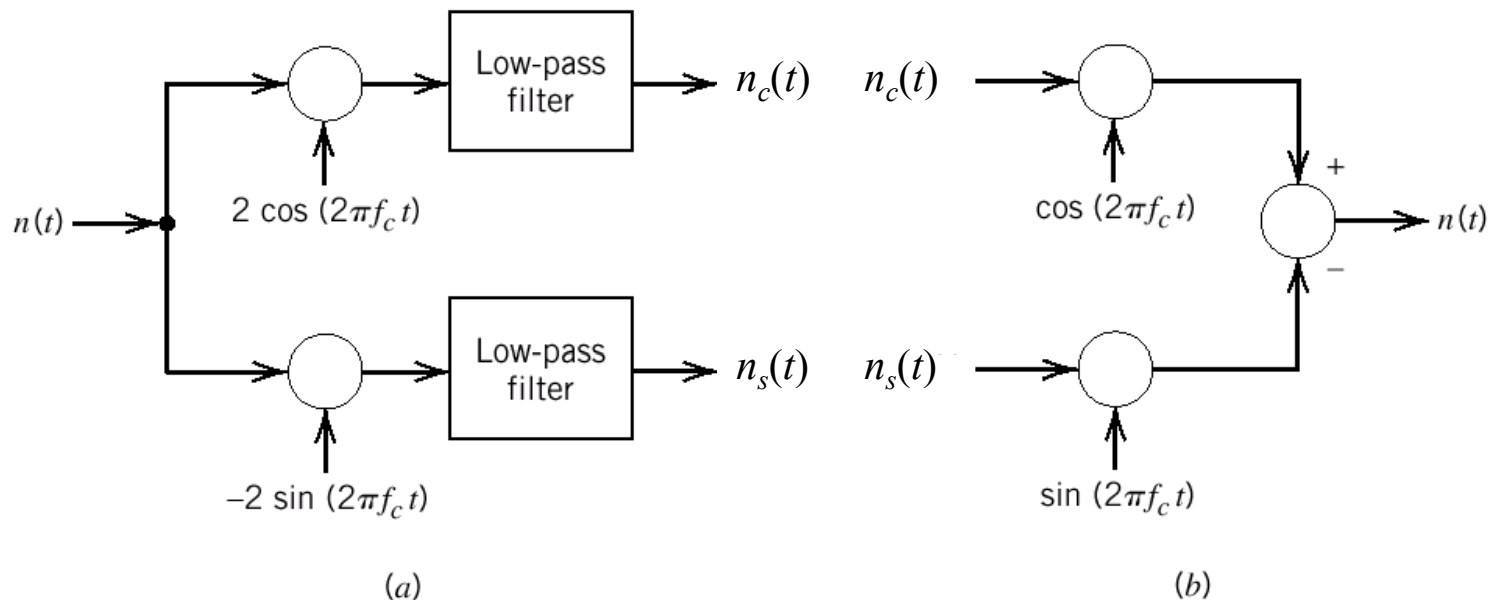 n(t)
2 cos (2πf_c t)
Low-pass
filter
n_c(t)
–2 sin (2πf_c t)
Low-pass
filter
n_s(t)
(a)
n_c(t)
cos (2πf_c t)
+
–
n(t)
n_s(t)
sin (2πf_c t)
(b)